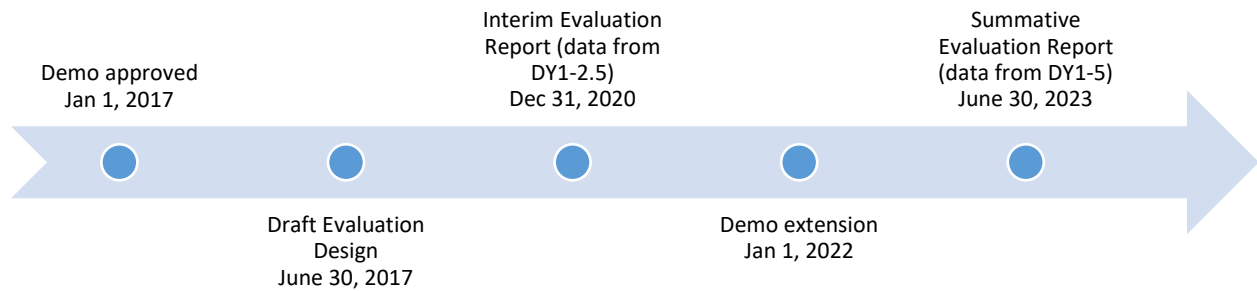 Demo approved
Jan 1, 2017
Draft Evaluation
Design
June 30, 2017
Interim Evaluation
Report (data from
DY1-2.5)
Dec 31, 2020
Demo extension
Jan 1, 2022
Summative
Evaluation Report
(data from DY1-5)
June 30, 2023